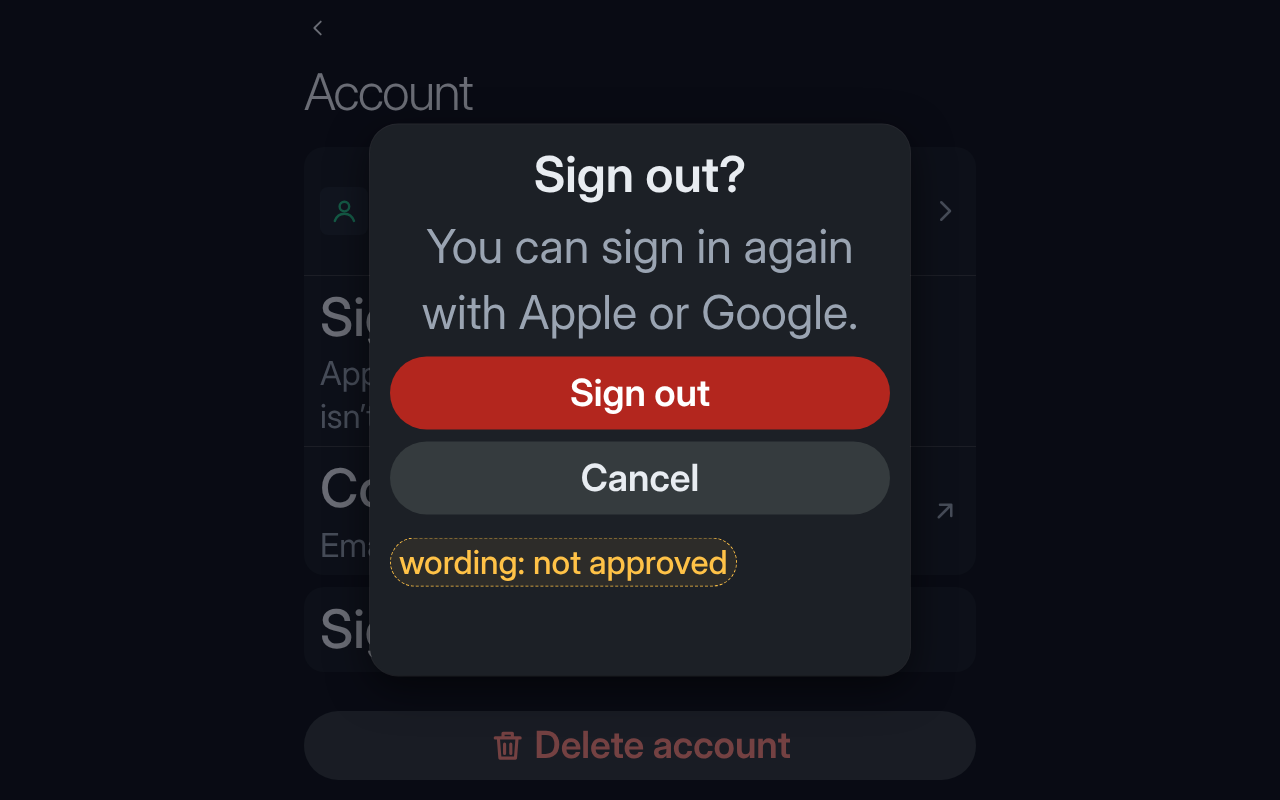 Account
Sign out?
You can sign in again
with Apple or Google.
Sign out
Cancel
wording: not approved
Delete account